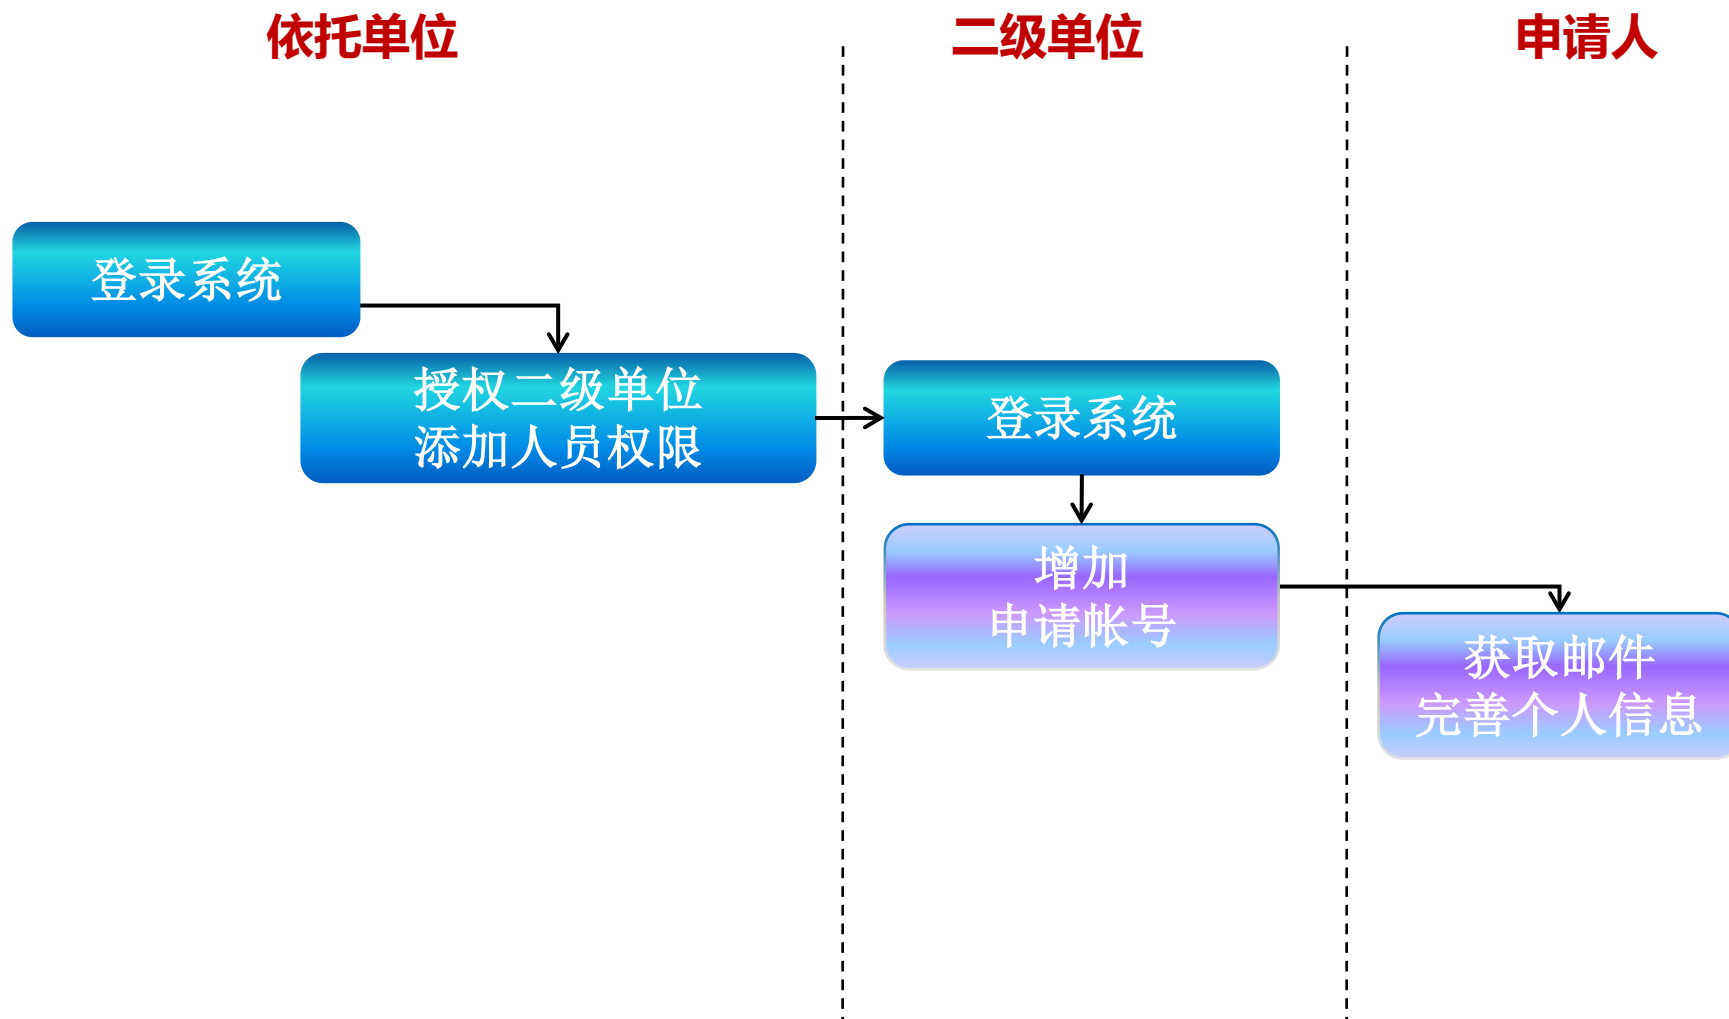 依托单位
二级单位
申请人
登录系统
授权二级单位
添加人员权限
登录系统
增加
申请帐号
获取邮件
完善个人信息